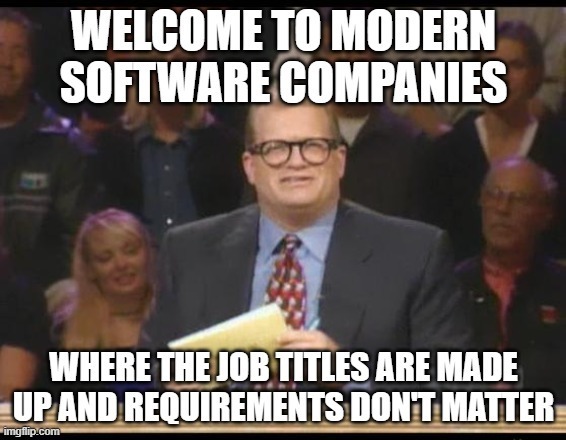 WELCOME TO MODERN
SOFTWARE COMPANIES
WHERE THE JOB TITLES ARE MADE
UP AND REQUIREMENTS DON'T MATTER
imgflip.com